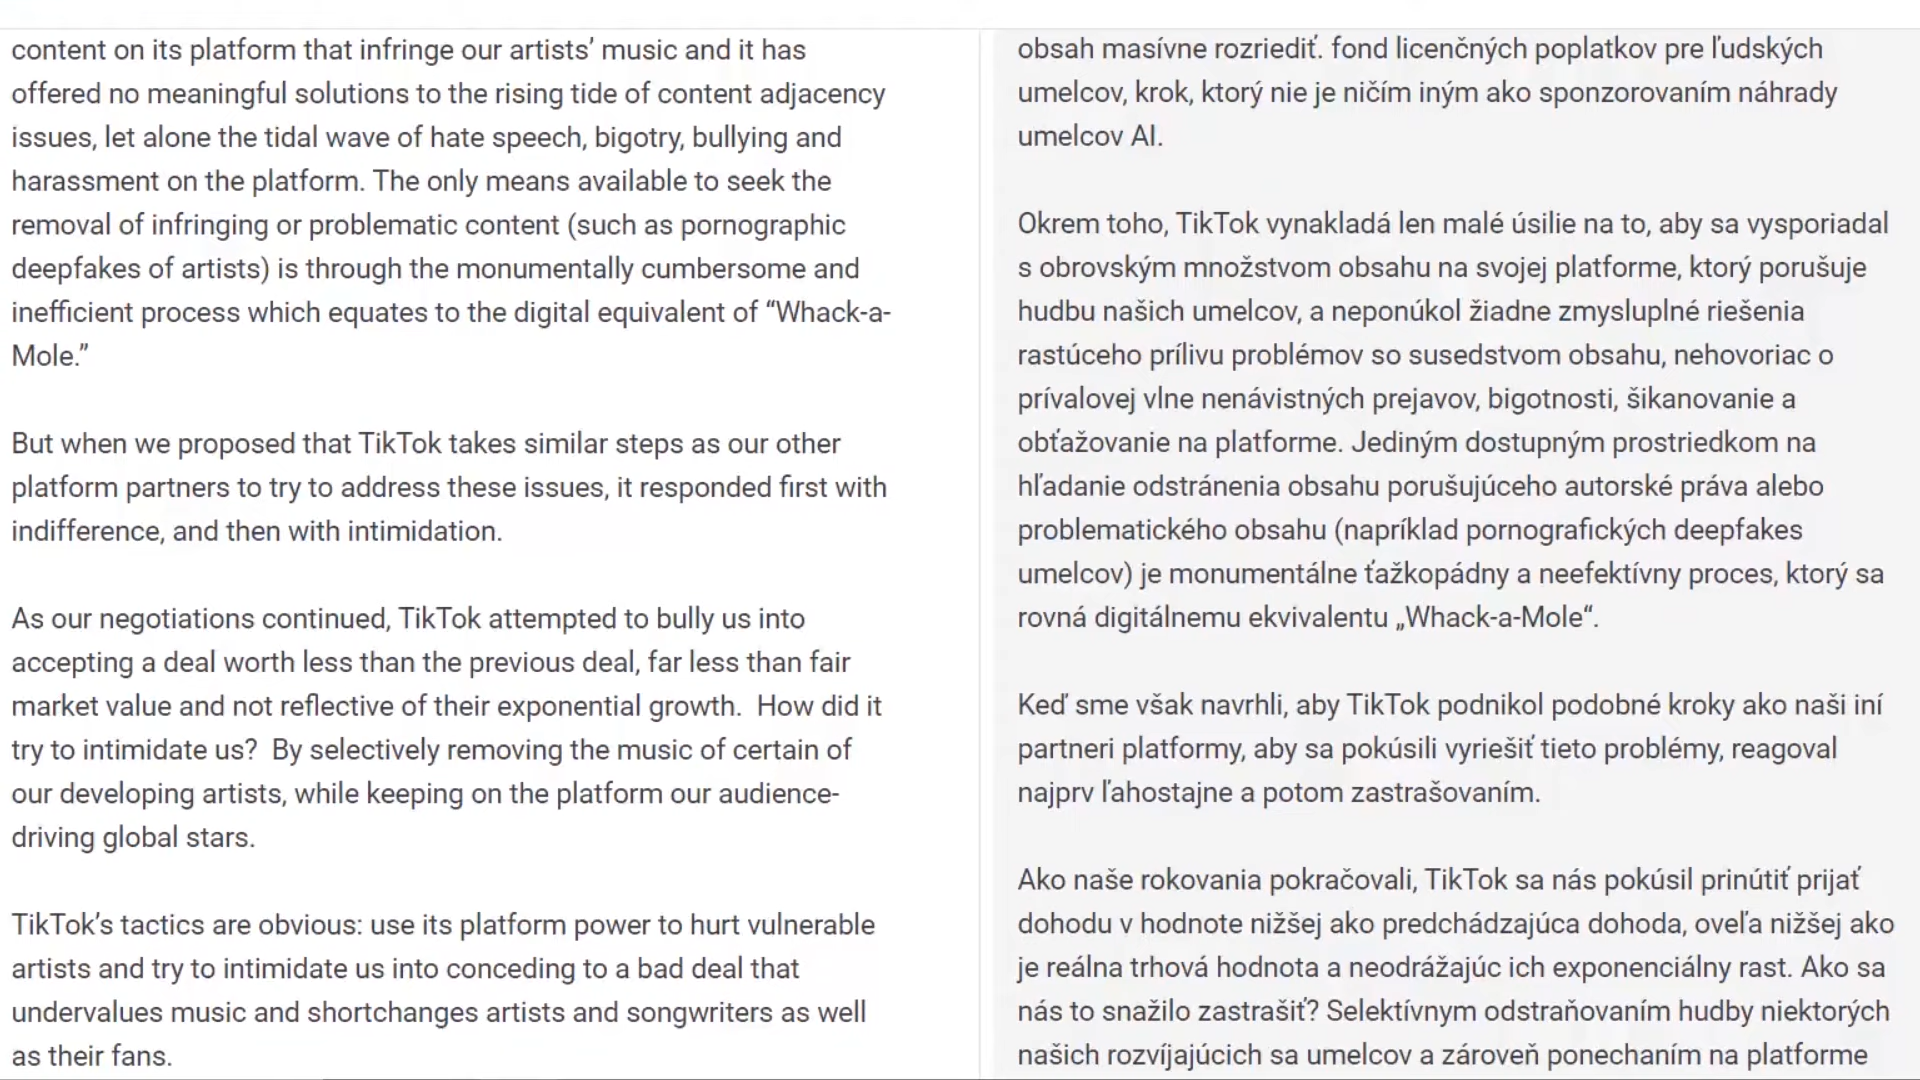 content on its platform that infringe our artists’ music and it has
offered no meaningful solutions to the rising tide of content adjacency
issues, let alone the tidal wave of hate speech, bigotry, bullying and
harassment on the platform. The only means available to seek the
removal of infringing or problematic content (such as pornographic
deepfakes of artists) is through the monumentally cumbersome and
inefficient process which equates to the digital equivalent of “Whack-a-
Mole.”
But when we proposed that TikTok takes similar steps as our other
platform partners to try to address these issues, it responded first with
indifference, and then with intimidation.
As our negotiations continued, TikTok attempted to bully us into
accepting a deal worth less than the previous deal, far less than fair
market value and not reflective of their exponential growth.  How did it
try to intimidate us?  By selectively removing the music of certain of
our developing artists, while keeping on the platform our audience-
driving global stars.
TikTok’s tactics are obvious: use its platform power to hurt vulnerable
artists and try to intimidate us into conceding to a bad deal that
undervalues music and shortchanges artists and songwriters as well
as their fans.
obsah masívne rozriediť. fond licenčných poplatkov pre ľudských
umelcov, krok, ktorý nie je ničím iným ako sponzorovaním náhrady
umelcov AI.
Okrem toho, TikTok vynakladá len malé úsilie na to, aby sa vysporiadal
s obrovským množstvom obsahu na svojej platforme, ktorý porušuje
hudbu našich umelcov, a neponúkol žiadne zmysluplné riešenia
rastúceho prílivu problémov so susedstvom obsahu, nehovoriac o
prívalovej vlne nenávistných prejavov, bigotnosti, šikanovanie a
obťažovanie na platforme. Jediným dostupným prostriedkom na
hľadanie odstránenia obsahu porušujúceho autorské práva alebo
problematického obsahu (napríklad pornografických deepfakes
umelcov) je monumentálne ťažkopádny a neefektívny proces, ktorý sa
rovná digitálnemu ekvivalentu „Whack-a-Mole“.
Keď sme však navrhli, aby TikTok podnikol podobné kroky ako naši iní
partneri platformy, aby sa pokúsili vyriešiť tieto problémy, reagoval
najprv ľahostajne a potom zastrašovaním.
Ako naše rokovania pokračovali, TikTok sa nás pokúsil prinútiť prijať
dohodu v hodnote nižšej ako predchádzajúca dohoda, oveľa nižšej ako
je reálna trhová hodnota a neodrážajúc ich exponenciálny rast. Ako sa
nás to snažilo zastrašiť? Selektívnym odstraňovaním hudby niektorých
našich rozvíjajúcich sa umelcov a zároveň ponechaním na platforme